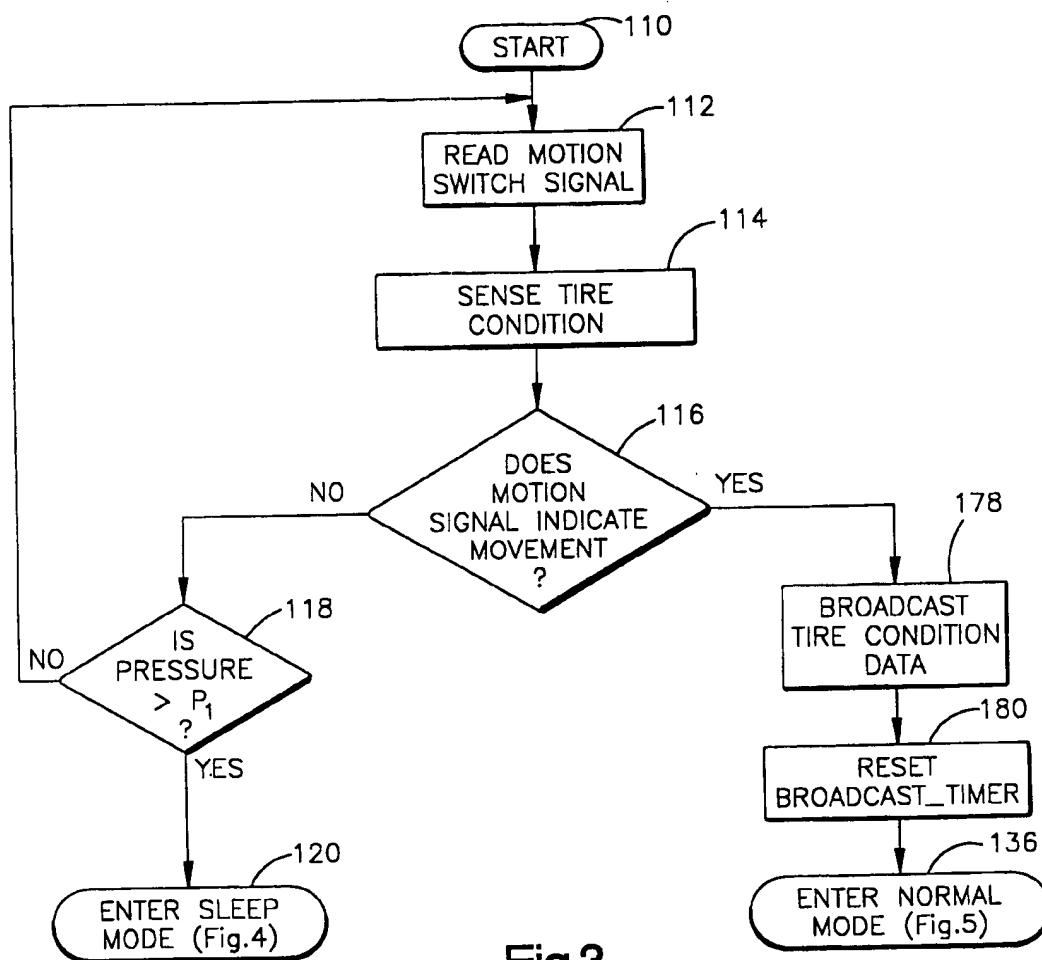 110
START
112
READ MOTION
SWITCH SIGNAL
114
SENSE TIRE
CONDITION
116
DOES
MOTION
SIGNAL INDICATE
MOVEMENT
?
NO
YES
118
IS
PRESSURE
> P1
?
NO
YES
178
BROADCAST
TIRE CONDITION
DATA
180
RESET
BROADCAST_TIMER
120
ENTER SLEEP
MODE (Fig.4)
136
ENTER NORMAL
MODE (Fig.5)
Fig.3